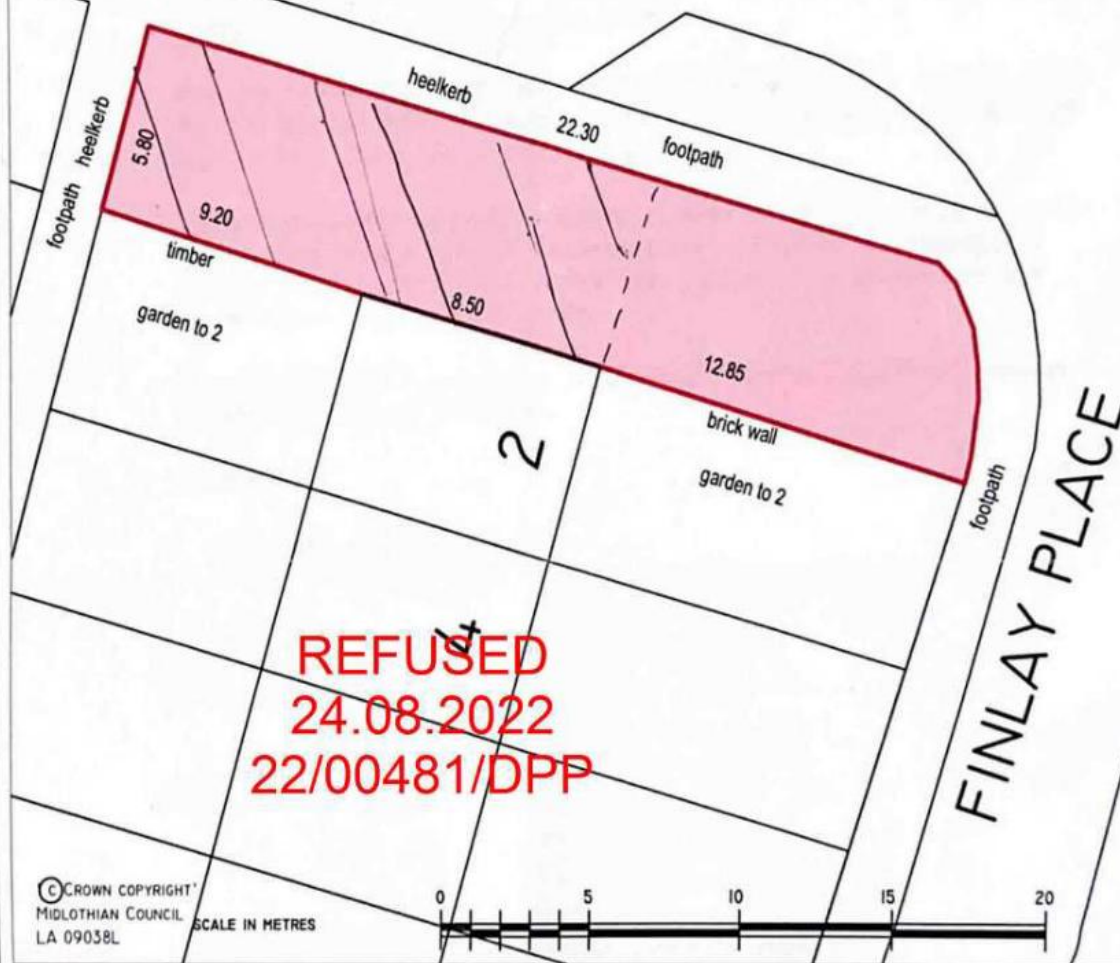 heelkerb
22.30
footpath
heelkerb
footpath
5.80
9.20
timber
garden to 2
8.50
12.85
brick wall
garden to 2
footpath
2
4
FINLAY PLACE
REFUSED
24.08.2022
22/00481/DPP
© CROWN COPYRIGHT'
MIDLOTHIAN COUNCIL
LA 09038L
SCALE IN METRES
0 5 10 15 20